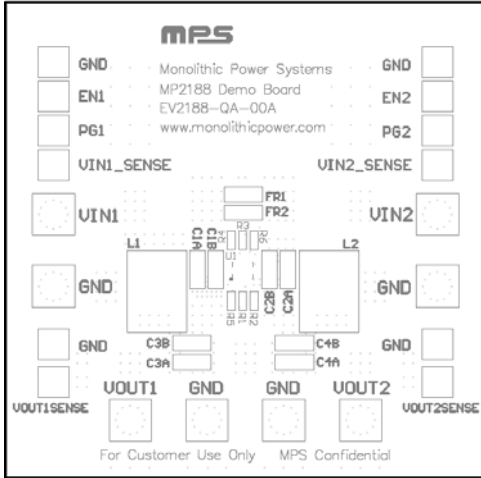 mps
GND
Monolithic Power Systems
GND
EN1
MP2188 Demo Board
EN2
EV2188-QA-00A
PG1
www.monolithicpower.com
PG2
VIN1_SENSE
VIN2_SENSE
FR1
FR2
VIN1
VIN2
R3
R4
R6
C1A
C1B
U1
L1
L2
GND
GND
C2B
C2A
R5
R1
R2
GND
C3B
C4B
GND
C3A
C4A
VOUT1
GND
GND
VOUT2
VOUT1SENSE
VOUT2SENSE
For Customer Use Only
MPS Confidential